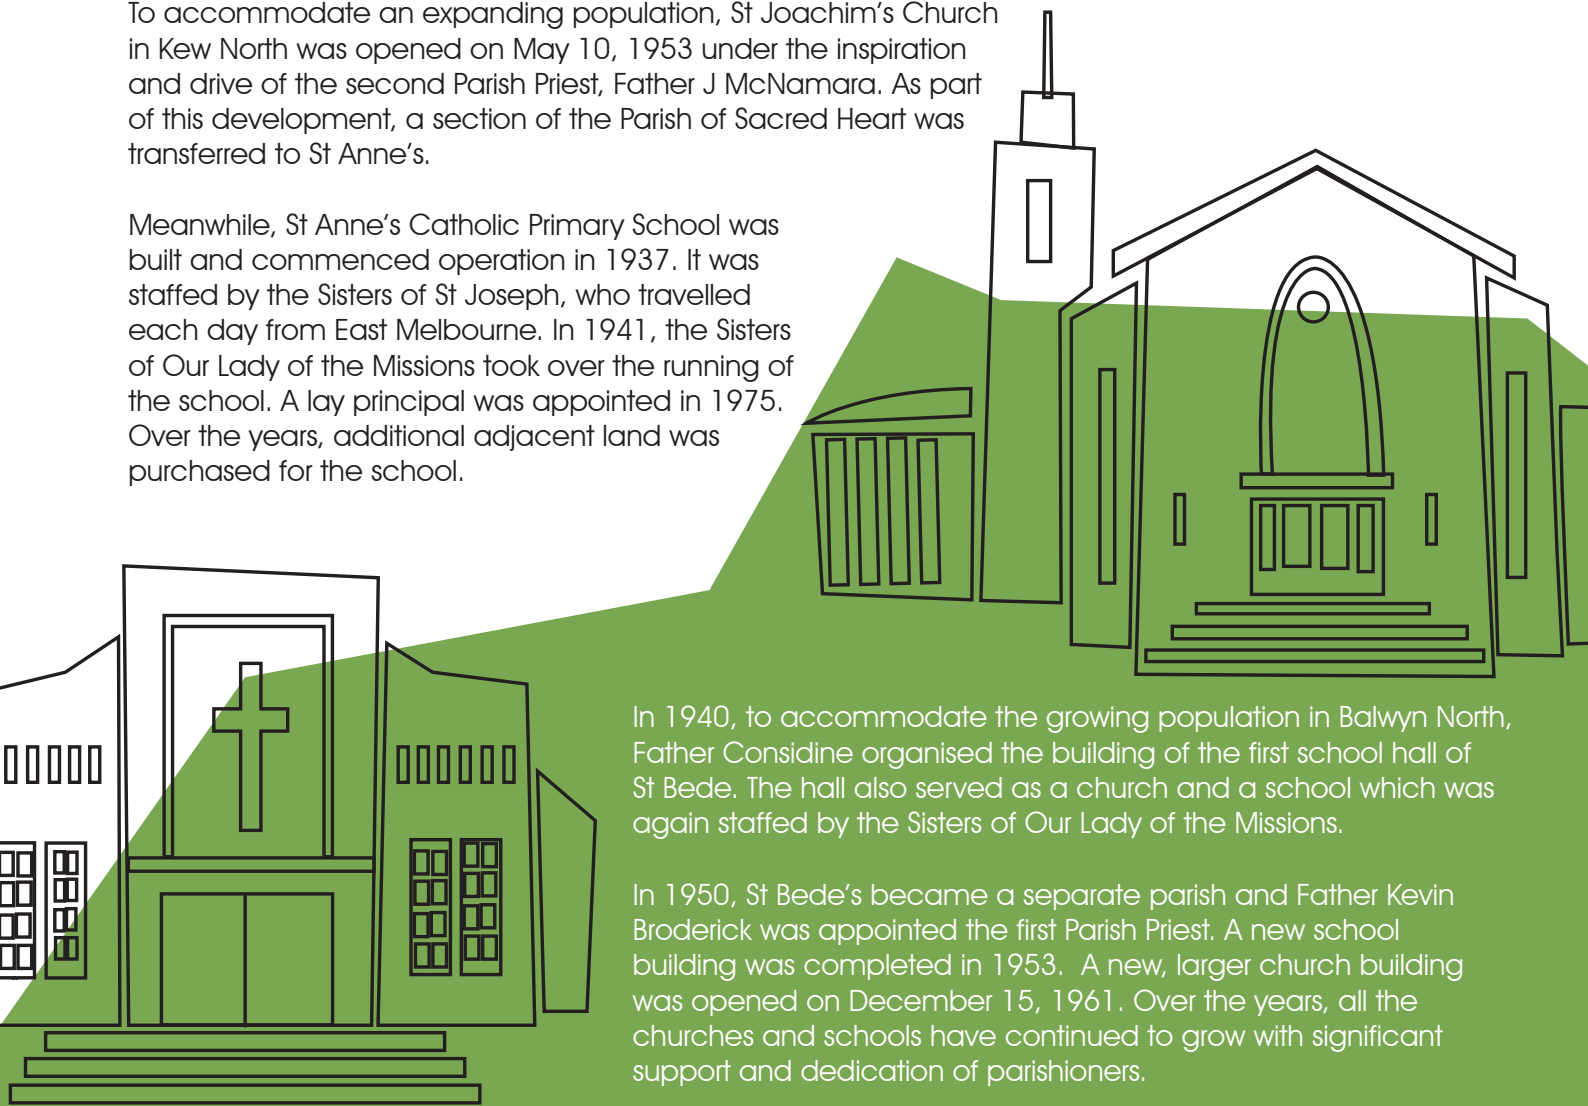 To accommodate an expanding population, St Joachim's Church
in Kew North was opened on May 10, 1953 under the inspiration
and drive of the second Parish Priest, Father J McNamara. As part
of this development, a section of the Parish of Sacred Heart was
transferred to St Anne's.

Meanwhile, St Anne's Catholic Primary School was
built and commenced operation in 1937. It was
staffed by the Sisters of St Joseph, who travelled
each day from East Melbourne. In 1941, the Sisters
of Our Lady of the Missions took over the running of
the school. A lay principal was appointed in 1975.
Over the years, additional adjacent land was
purchased for the school.

In 1940, to accommodate the growing population in Balwyn North,
Father Considine organised the building of the first school hall of
St Bede. The hall also served as a church and a school which was
again staffed by the Sisters of Our Lady of the Missions.

In 1950, St Bede's became a separate parish and Father Kevin
Broderick was appointed the first Parish Priest. A new school
building was completed in 1953.  A new, larger church building
was opened on December 15, 1961. Over the years, all the
churches and schools have continued to grow with significant
support and dedication of parishioners.